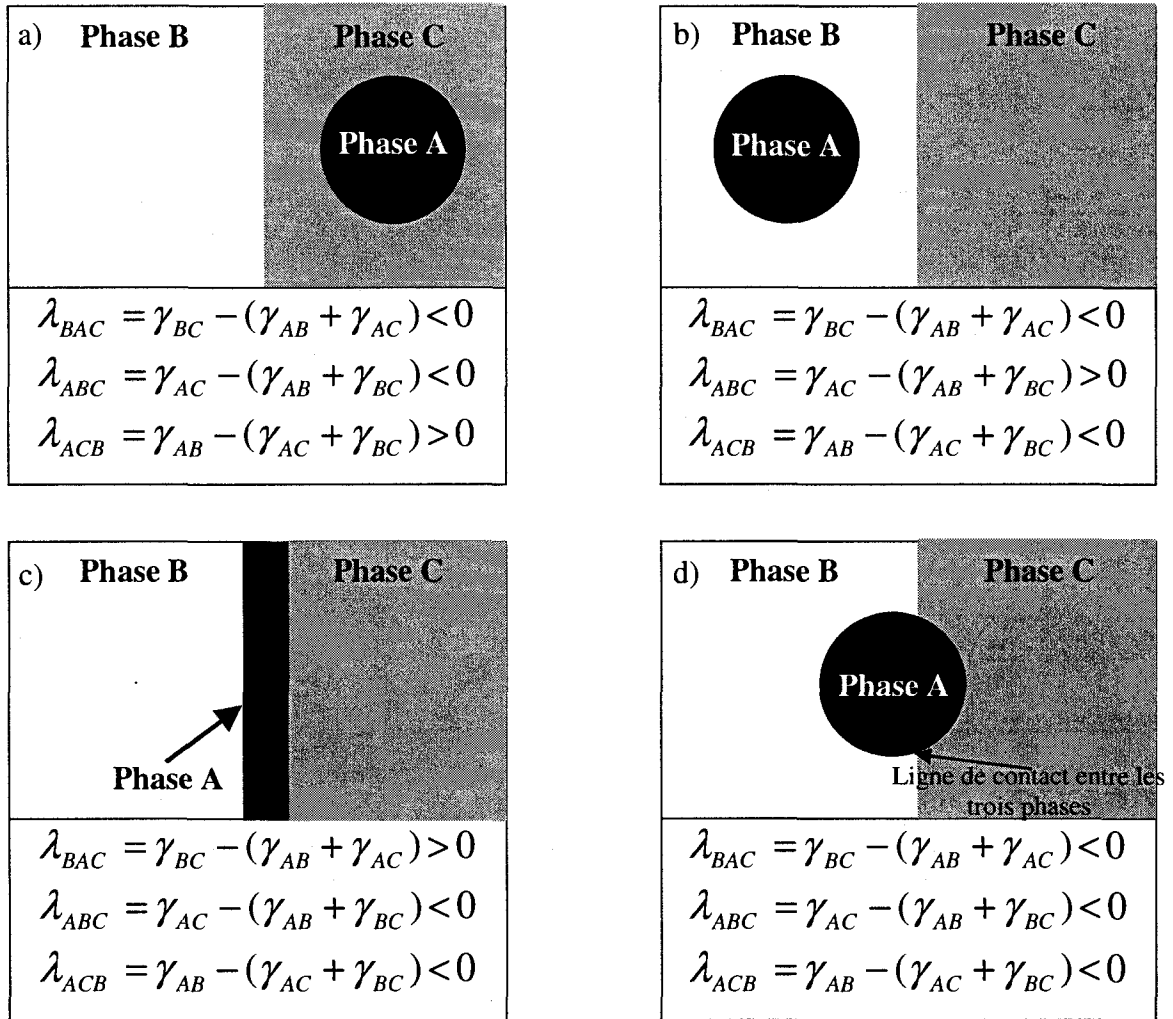 a) Phase B Phase C
Phase A
λ_BAC = γ_BC − (γ_AB + γ_AC) < 0
λ_ABC = γ_AC − (γ_AB + γ_BC) < 0
λ_ACB = γ_AB − (γ_AC + γ_BC) > 0
b) Phase B Phase C
Phase A
λ_BAC = γ_BC − (γ_AB + γ_AC) < 0
λ_ABC = γ_AC − (γ_AB + γ_BC) > 0
λ_ACB = γ_AB − (γ_AC + γ_BC) < 0
c) Phase B Phase C
Phase A
λ_BAC = γ_BC − (γ_AB + γ_AC) > 0
λ_ABC = γ_AC − (γ_AB + γ_BC) < 0
λ_ACB = γ_AB − (γ_AC + γ_BC) < 0
d) Phase B Phase C
Phase A
Ligne de contact entre les
trois phases
λ_BAC = γ_BC − (γ_AB + γ_AC) < 0
λ_ABC = γ_AC − (γ_AB + γ_BC) < 0
λ_ACB = γ_AB − (γ_AC + γ_BC) < 0